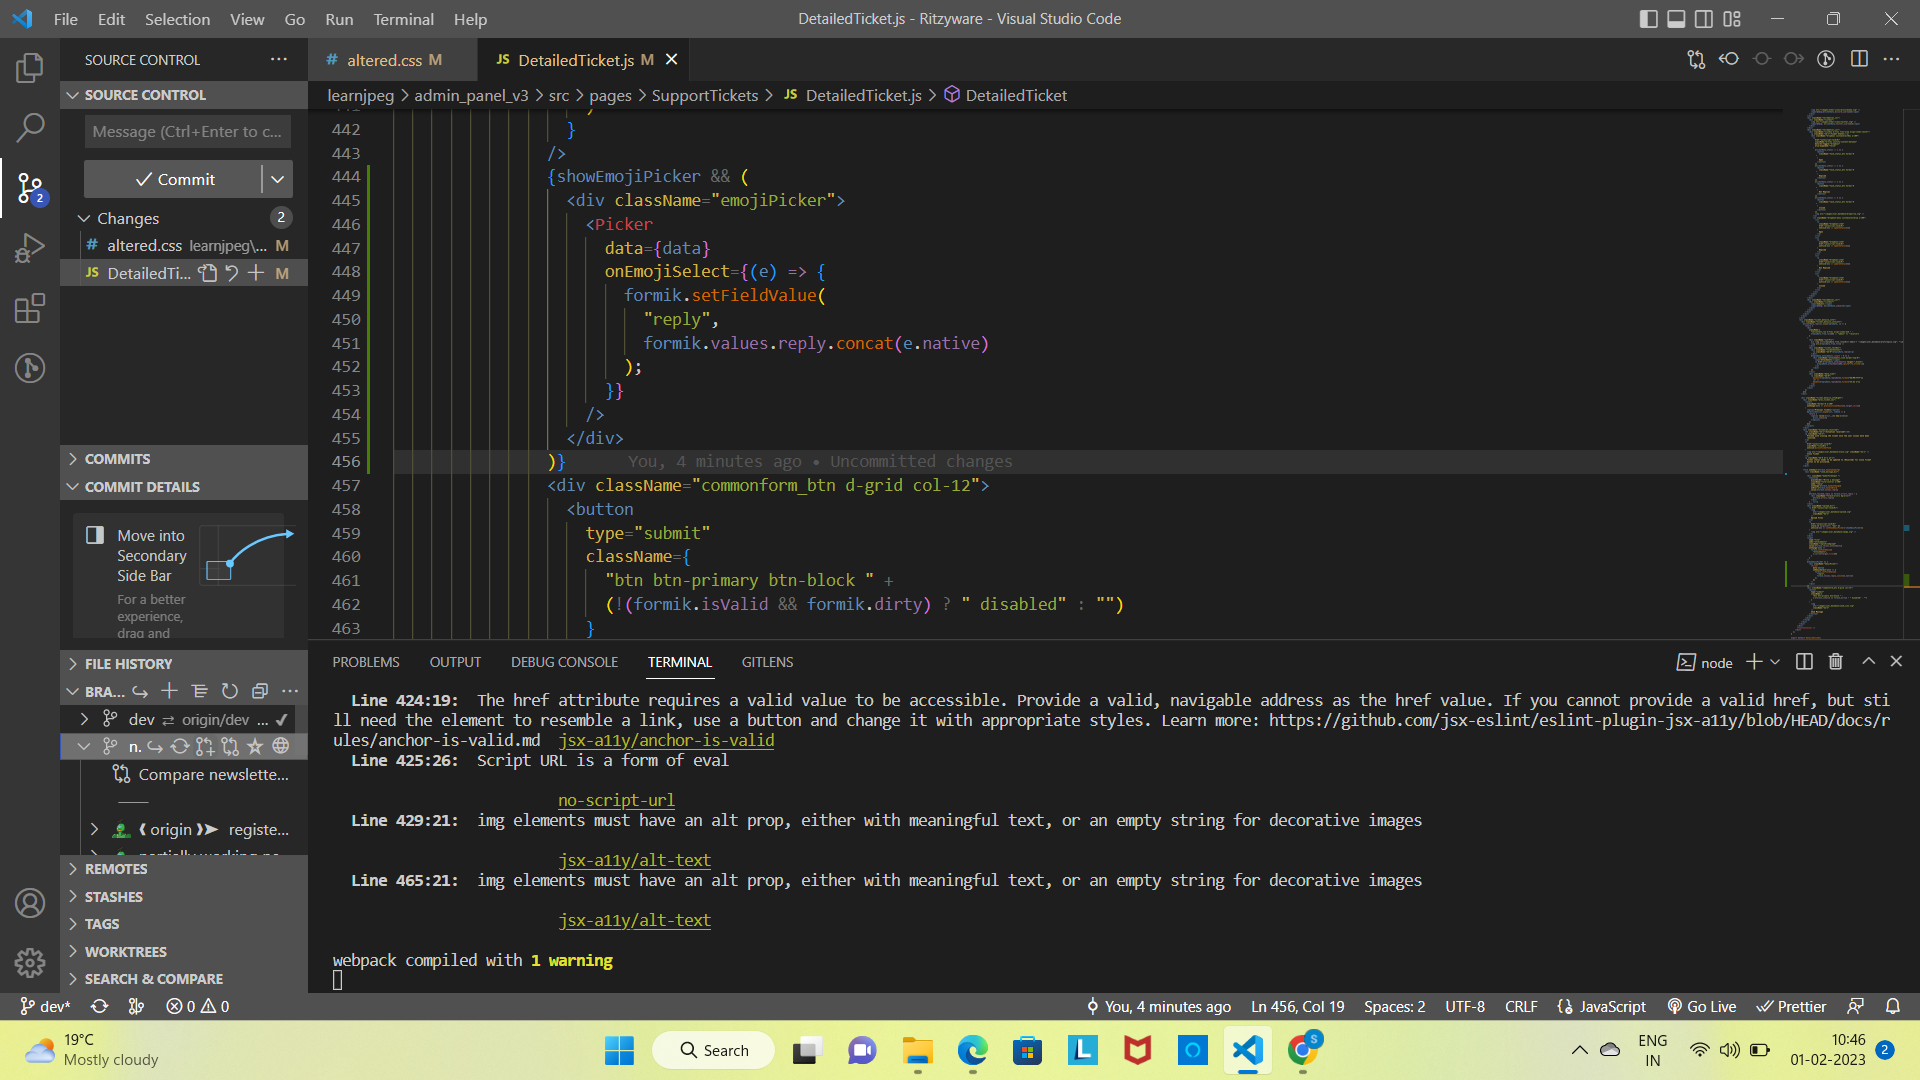 File Edit Selection View Go Run Terminal Help
DetailedTicket.js - Ritzyware - Visual Studio Code
SOURCE CONTROL
# altered.css M
JS DetailedTicket.js M
SOURCE CONTROL
learnjpeg > admin_panel_v3 > src > pages > SupportTickets > JS DetailedTicket.js > DetailedTicket
Message (Ctrl+Enter to c...
Commit
Changes 2
# altered.css learnjpeg\... M
JS DetailedTi... M
2
442 }
443 />
444 {showEmojiPicker && (
445 <div className="emojiPicker">
446 <Picker
447 data={data}
448 onEmojiSelect={(e) => {
449 formik.setFieldValue(
450 "reply",
451 formik.values.reply.concat(e.native)
452 );
453 }}
454 />
455 </div>
456 )} You, 4 minutes ago • Uncommitted changes
457 <div className="commonform_btn d-grid col-12">
458 <button
459 type="submit"
460 className={
461 "btn btn-primary btn-block " +
462 (!(formik.isValid && formik.dirty) ? " disabled" : "")
463 }
COMMITS
COMMIT DETAILS
Move into
Secondary
Side Bar
For a better
experience,
drag and
FILE HISTORY
BRA...
dev ⇄ origin/dev ... ✓
n.
Compare newslette...
origin registe...
REMOTES
STASHES
TAGS
WORKTREES
SEARCH & COMPARE
PROBLEMS OUTPUT DEBUG CONSOLE TERMINAL GITLENS
node
Line 424:19: The href attribute requires a valid value to be accessible. Provide a valid, navigable address as the href value. If you cannot provide a valid href, but sti
ll need the element to resemble a link, use a button and change it with appropriate styles. Learn more: https://github.com/jsx-eslint/eslint-plugin-jsx-a11y/blob/HEAD/docs/r
ules/anchor-is-valid.md jsx-a11y/anchor-is-valid
Line 425:26: Script URL is a form of eval
no-script-url
Line 429:21: img elements must have an alt prop, either with meaningful text, or an empty string for decorative images
jsx-a11y/alt-text
Line 465:21: img elements must have an alt prop, either with meaningful text, or an empty string for decorative images
jsx-a11y/alt-text
webpack compiled with 1 warning
dev* 0 0
You, 4 minutes ago Ln 456, Col 19 Spaces: 2 UTF-8 CRLF JavaScript Go Live Prettier
19°C
Mostly cloudy
Search
L
S
ENG
IN
10:46
01-02-2023
2